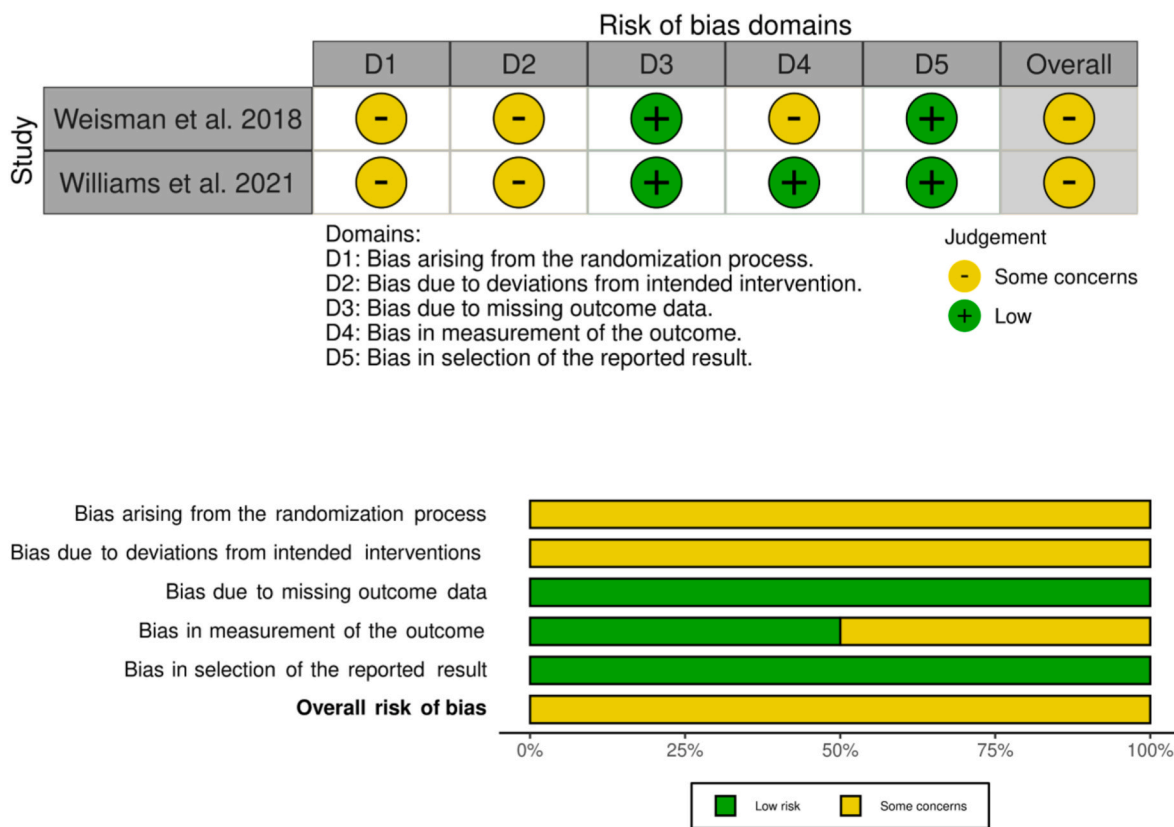 Risk of bias domains
D1 D2 D3 D4 D5 Overall
Study
Weisman et al. 2018 - - + - + -
Williams et al. 2021 - - + + + -
Domains:
D1: Bias arising from the randomization process.
D2: Bias due to deviations from intended intervention.
D3: Bias due to missing outcome data.
D4: Bias in measurement of the outcome.
D5: Bias in selection of the reported result.
Judgement
- Some concerns
+ Low
Bias arising from the randomization process
Bias due to deviations from intended interventions
Bias due to missing outcome data
Bias in measurement of the outcome
Bias in selection of the reported result
Overall risk of bias
0% 25% 50% 75% 100%
Low risk Some concerns